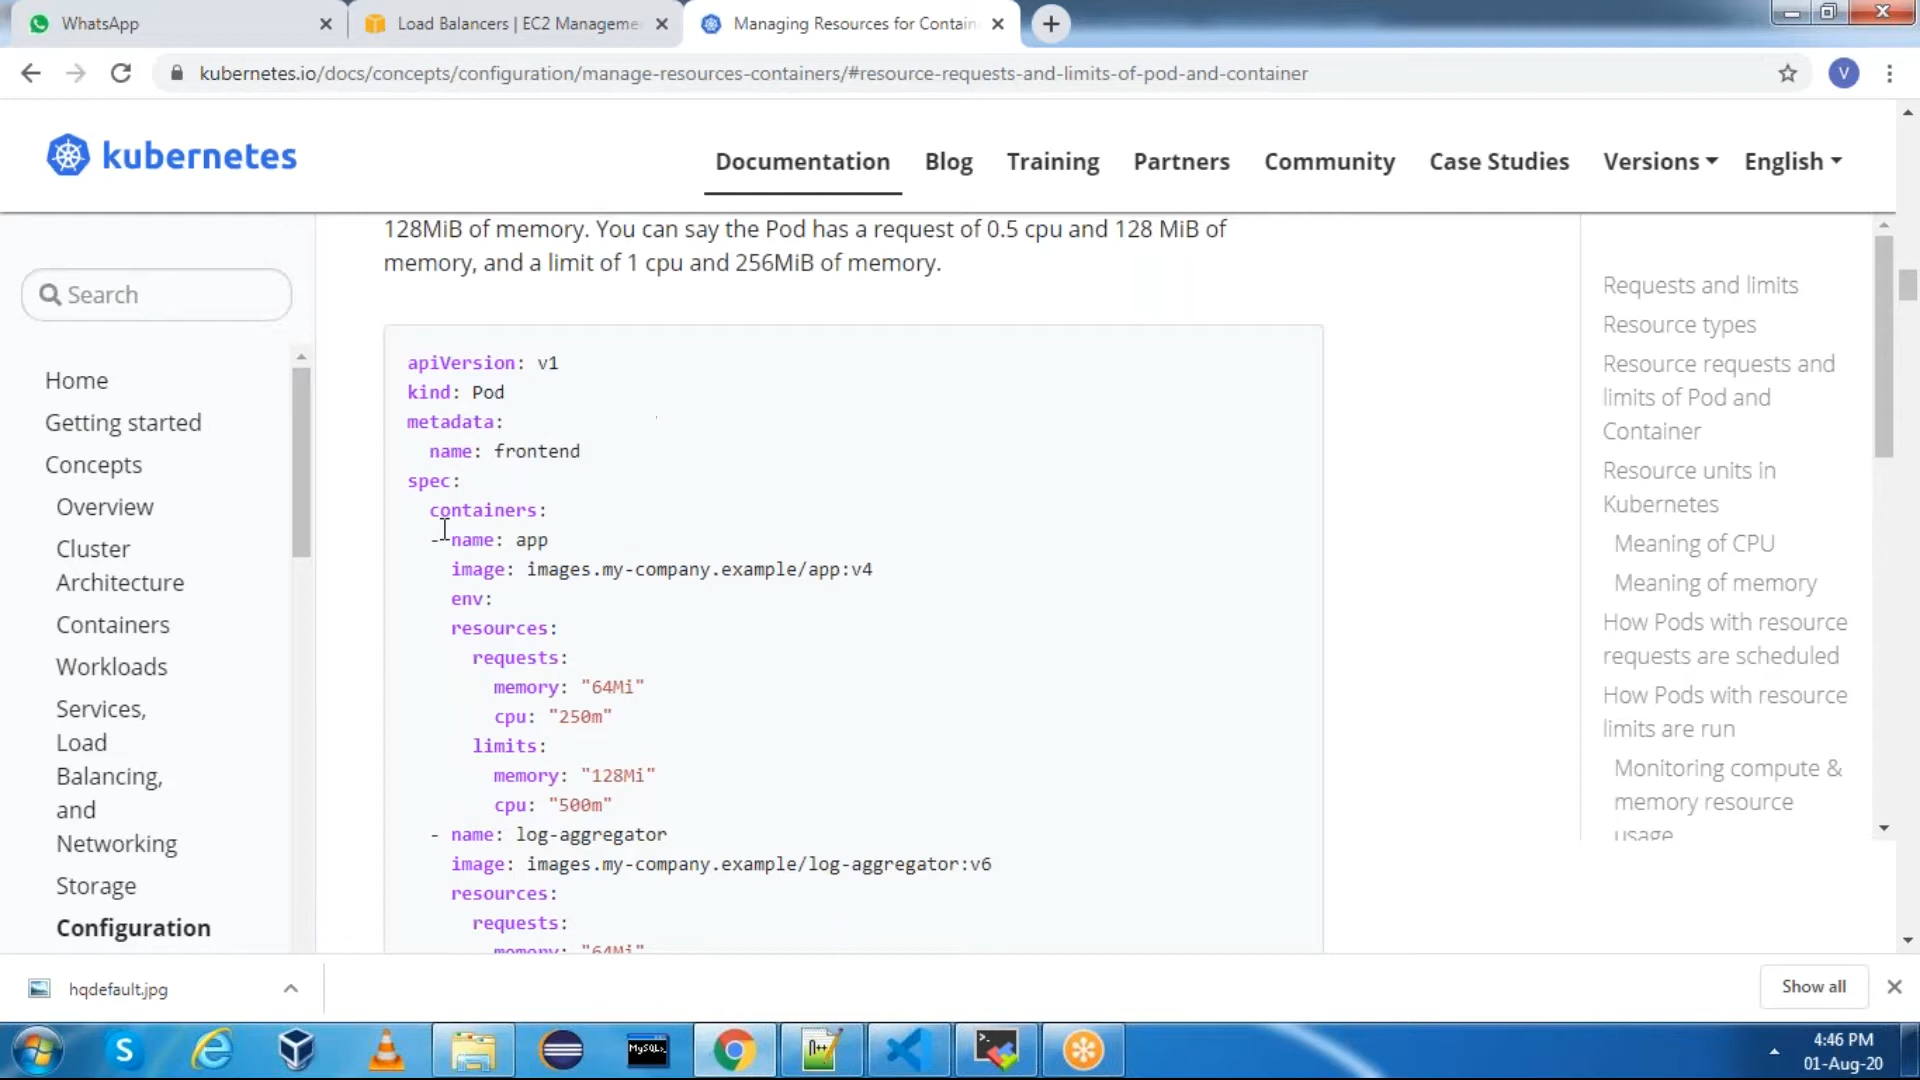 WhatsApp
Load Balancers | EC2 Manageme
Managing Resources for Contain
kubernetes.io/docs/concepts/configuration/manage-resources-containers/#resource-requests-and-limits-of-pod-and-container
V
kubernetes
Documentation
Blog
Training
Partners
Community
Case Studies
Versions
English
Search
Home
Getting started
Concepts
Overview
Cluster
Architecture
Containers
Workloads
Services,
Load
Balancing,
and
Networking
Storage
Configuration
128MiB of memory. You can say the Pod has a request of 0.5 cpu and 128 MiB of
memory, and a limit of 1 cpu and 256MiB of memory.
apiVersion: v1
kind: Pod
metadata:
  name: frontend
spec:
  containers:
  - name: app
    image: images.my-company.example/app:v4
    env:
    resources:
      requests:
        memory: "64Mi"
        cpu: "250m"
      limits:
        memory: "128Mi"
        cpu: "500m"
  - name: log-aggregator
    image: images.my-company.example/log-aggregator:v6
    resources:
      requests:
        memory: "64Mi"
Requests and limits
Resource types
Resource requests and
limits of Pod and
Container
Resource units in
Kubernetes
Meaning of CPU
Meaning of memory
How Pods with resource
requests are scheduled
How Pods with resource
limits are run
Monitoring compute &
memory resource
usage
hqdefault.jpg
Show all
S
MySQL
N++
4:46 PM
01-Aug-20